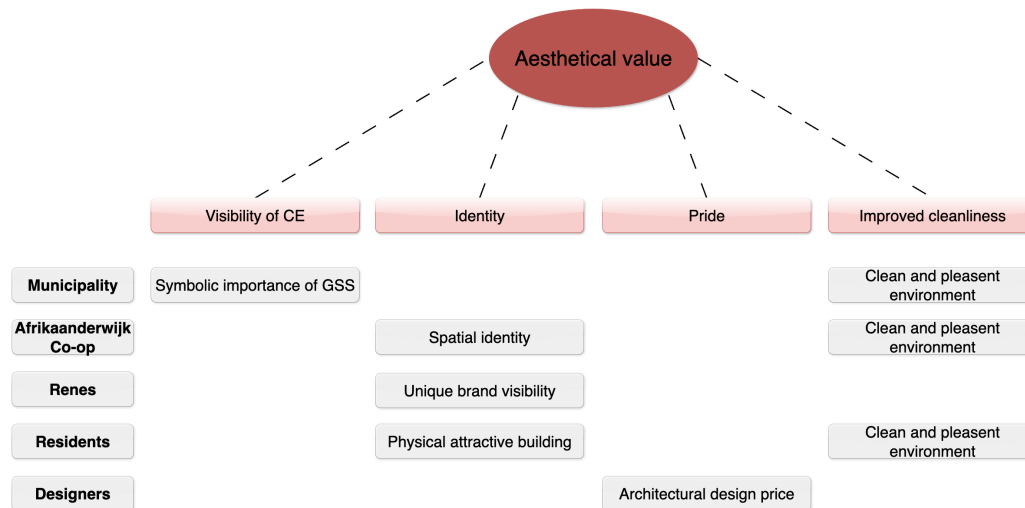 Aesthetical value
Visibility of CE
Identity
Pride
Improved cleanliness
Municipality
Symbolic importance of GSS
Clean and pleasent
environment
Afrikaanderwijk
Co-op
Spatial identity
Clean and pleasent
environment
Renes
Unique brand visibility
Residents
Physical attractive building
Clean and pleasent
environment
Designers
Architectural design price